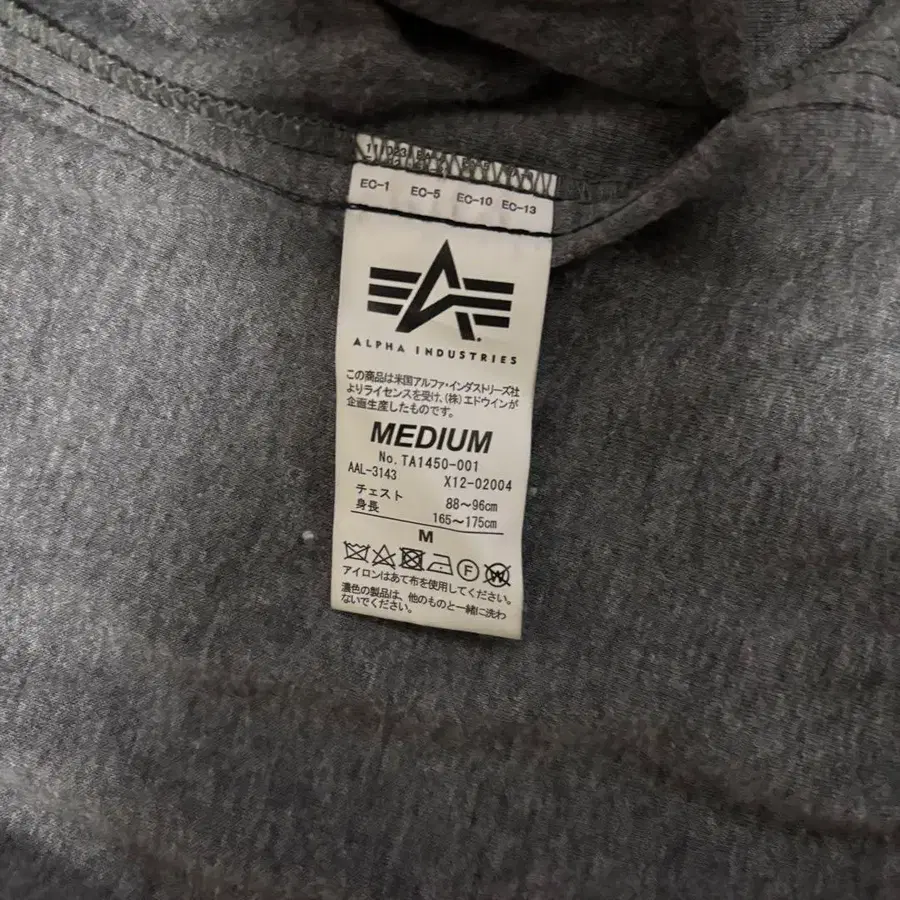 EC-1 EC-5 EC-10 EC-13
ALPHA INDUSTRIES
この商品は米国アルファ・インダストリーズ社
よりライセンスを受け、(株)エドウインが
企画生産したものです。
MEDIUM
No. TA1450-001
AAL-3143 X12-02004
チェスト 88～96cm
身長 165～175cm
M
F W
アイロンはあて布を使用してください。
濃色の製品は、他のものと一緒に洗わ
ないでください。